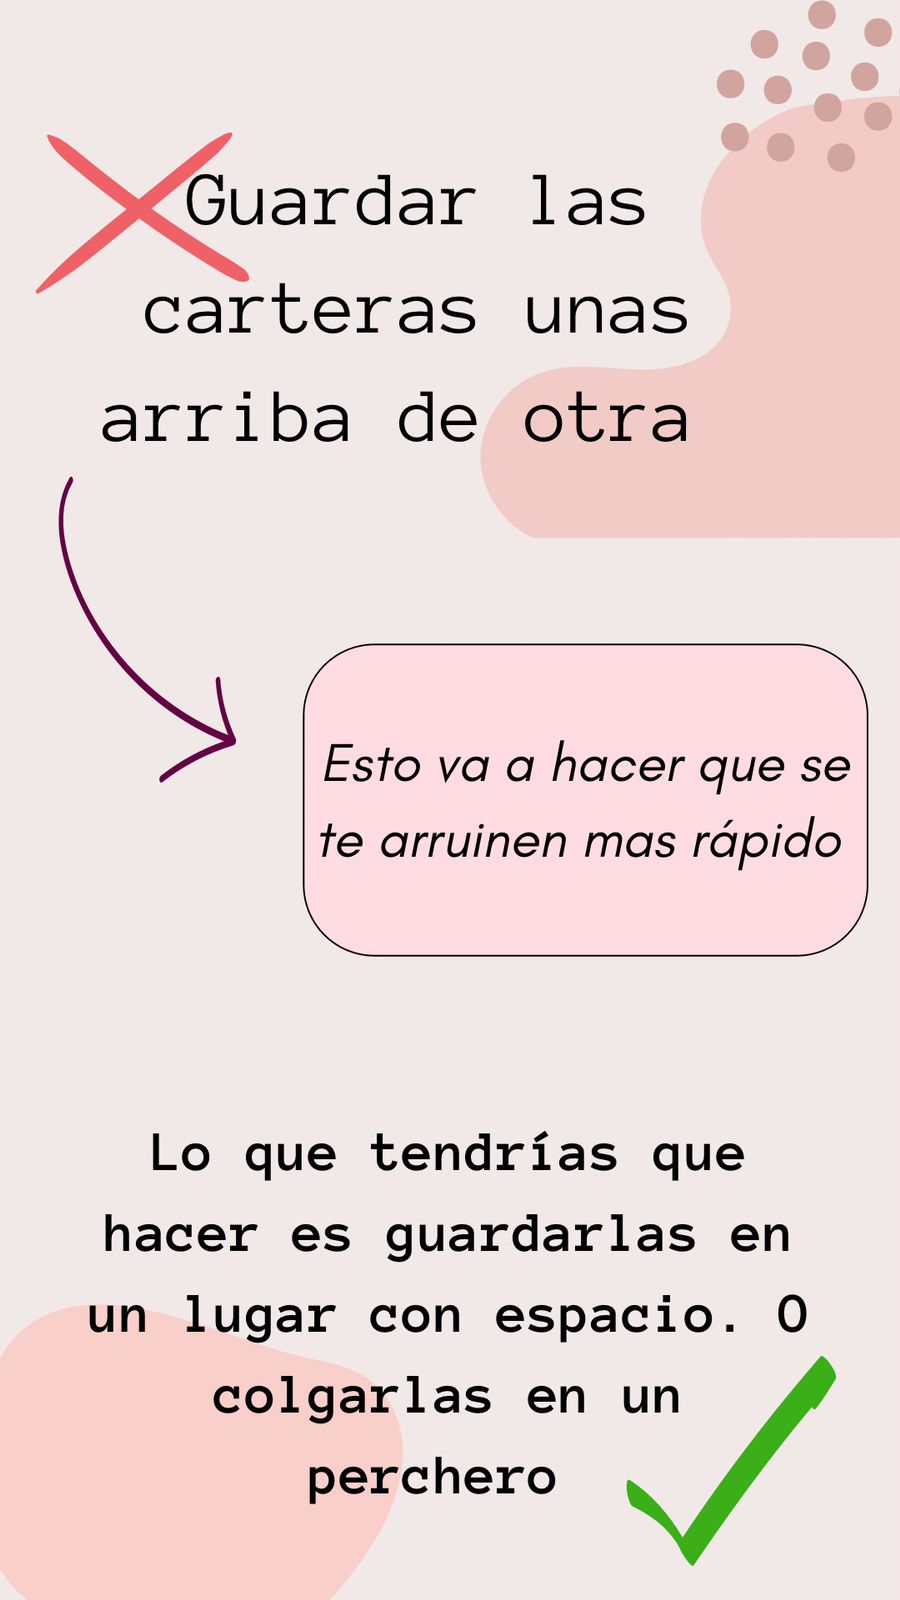 Guardar las
carteras unas
arriba de otra
Esto va a hacer que se
te arruinen mas rápido
Lo que tendrías que
hacer es guardarlas en
un lugar con espacio. O
colgarlas en un
perchero